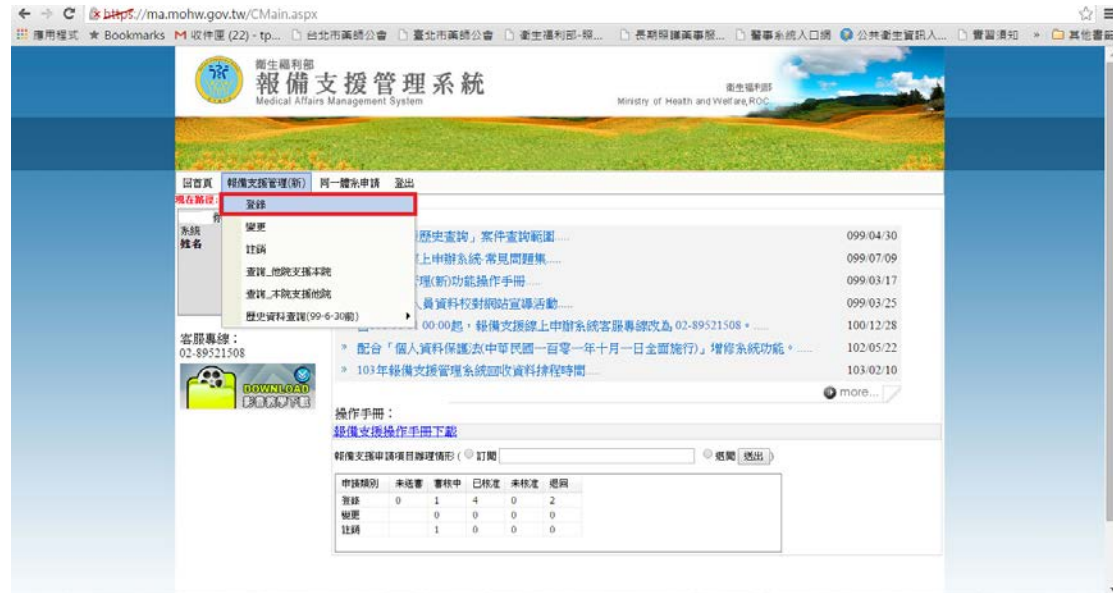 https://ma.mohw.gov.tw/CMain.aspx
應用程式 Bookmarks 收件匣 (22) - tp... 台北市藥師公會 臺北市藥師公會 衛生福利部-照... 長期照護藥事服... 醫事系統入口網 公共衛生資訊人... 實習須知 » 其他書籤
衛生福利部
報備支援管理系統
Medical Affairs Management System
衛生福利部
Ministry of Health and Welfare,ROC
回首頁 報備支援管理(新) 同一體系申請 登出
現在路徑:
登錄
系統
姓名
變更
註銷
查詢_他院支援本院
查詢_本院支援他院
歷史資料查詢(99-6-30前)
歷史查詢」案件查詢範圍..... 099/04/30
上申辦系統-常見問題集..... 099/07/09
理(新)功能操作手冊..... 099/03/17
人員資料校對網站宣導活動..... 099/03/25
00:00起,報備支援線上申辦系統客服專線改為 02-89521508。..... 100/12/28
» 配合「個人資料保護法(中華民國一百零一年十月一日全面施行)」增修系統功能。..... 102/05/22
» 103年報備支援管理系統回收資料排程時間..... 103/02/10
more...
客服專線:
02-89521508
DOWNLOAD
影音教學下載
操作手冊:
報備支援操作手冊下載
報備支援申請項目辦理情形 ( 訂閱 退閱 送出 )
申請類別 未送審 審核中 已核准 未核准 退回
登錄 0 1 4 0 2
變更 0 0 0 0
註銷 1 0 0 0